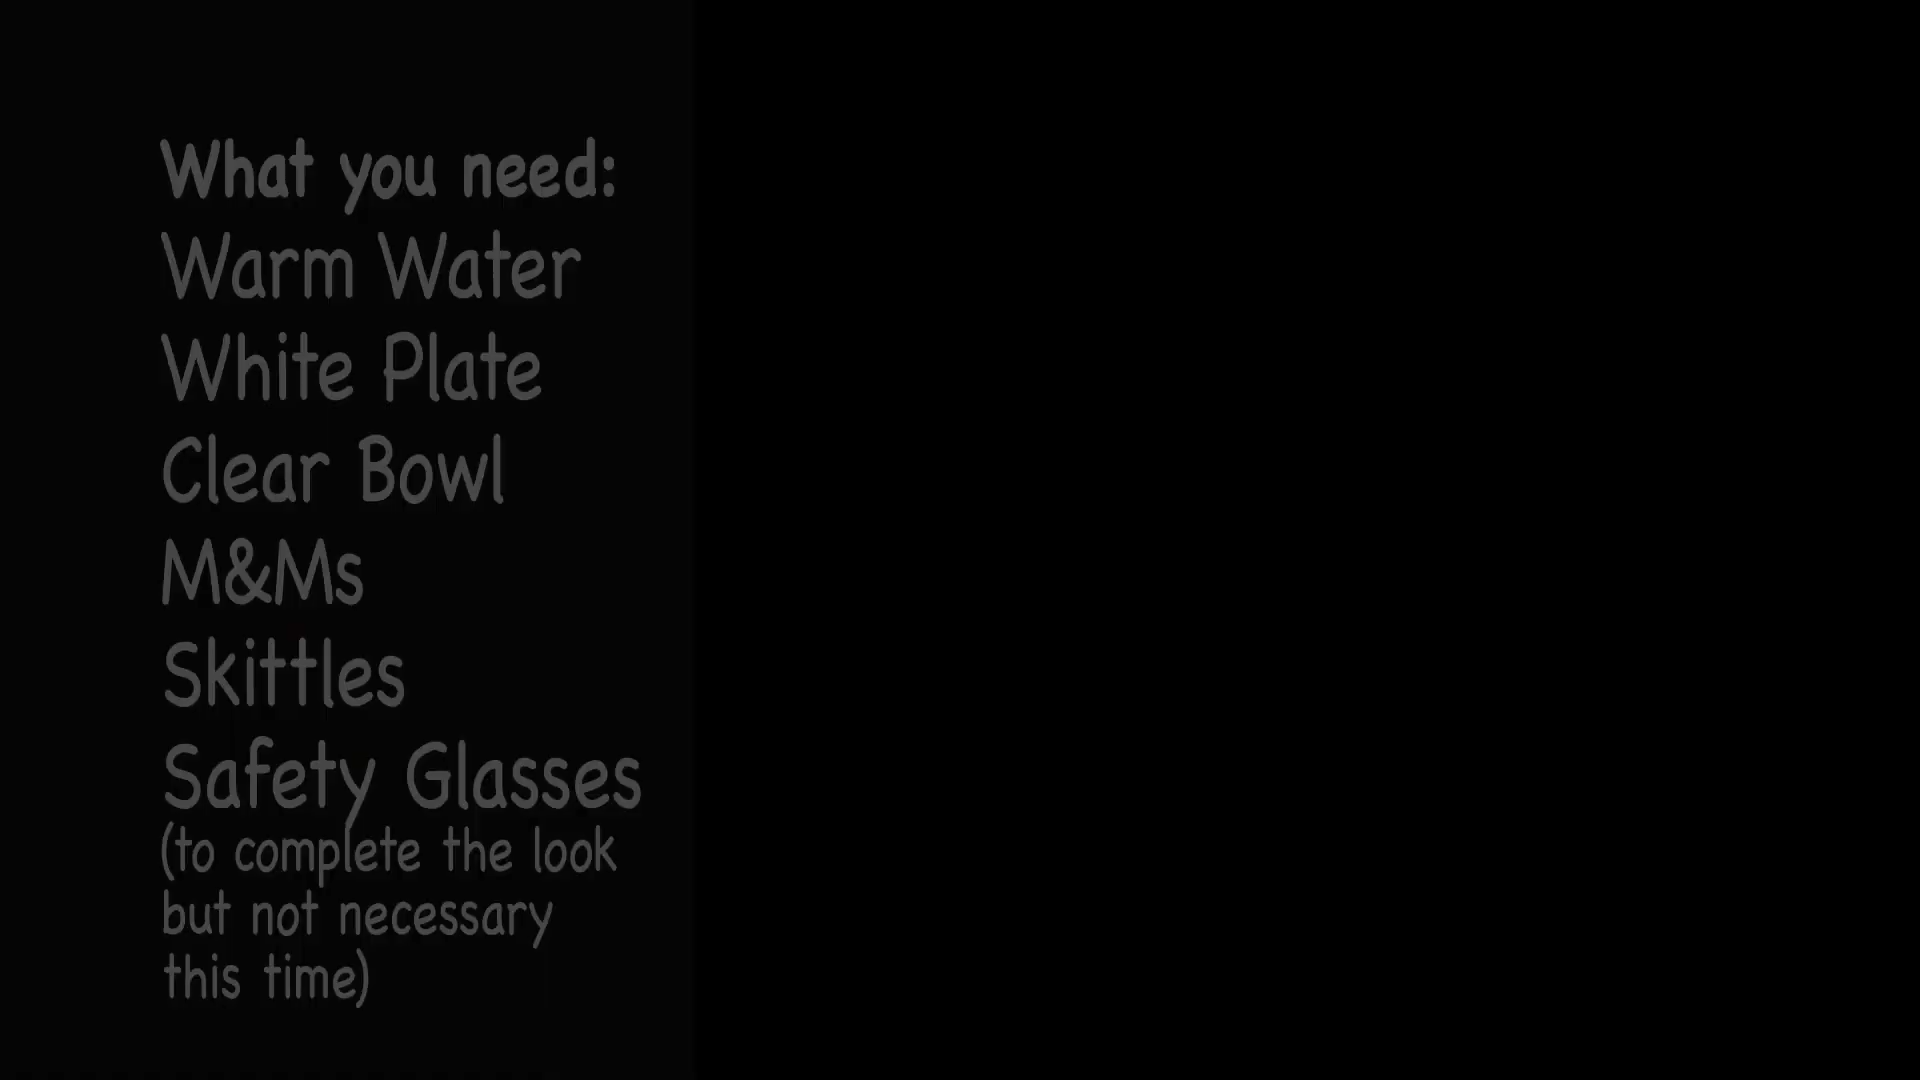 What you need:
Warm Water
White Plate
Clear Bowl
M&Ms
Skittles
Safety Glasses
(to complete the look
but not necessary
this time)